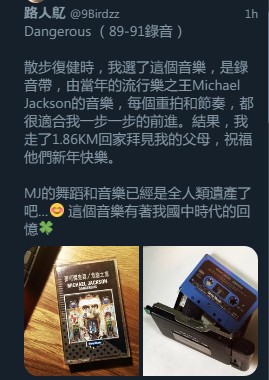 路人鳦 @9Birdzz 1h
Dangerous （89-91錄音）
散步復健時，我選了這個音樂，是錄
音帶，由當年的流行樂之王Michael
Jackson的音樂，每個重拍和節奏，都
很適合我一步一步的前進。結果，我
走了1.86KM回家拜見我的父母，祝福
他們新年快樂。
MJ的舞蹈和音樂已經是全人類遺產了
吧...😊 這個音樂有著我國中時代的回
憶🍀
MICHAEL JACKSON
DANGEROUS